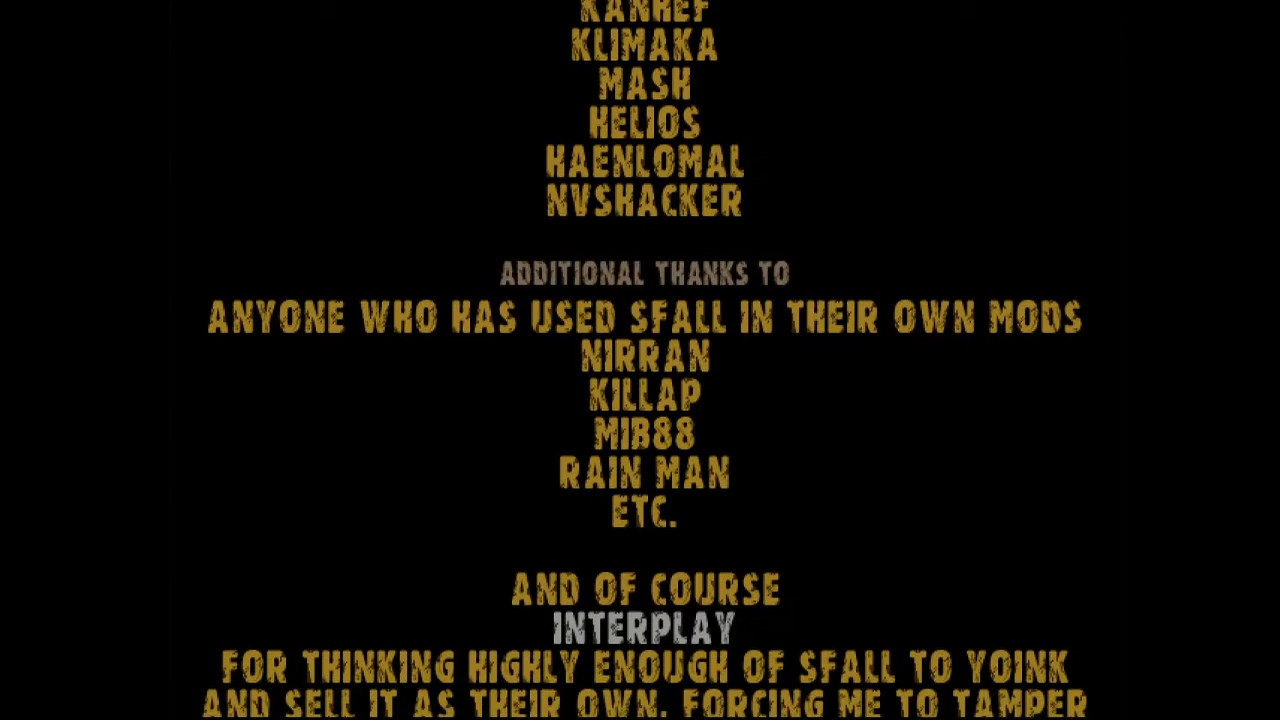 KANHEF
KLIMAKA
MASH
HELIOS
HAENLOMAL
NVSHACKER
ADDITIONAL THANKS TO
ANYONE WHO HAS USED SFALL IN THEIR OWN MODS
NIRRAN
KILLAP
MIB88
RAIN MAN
ETC.
AND OF COURSE
INTERPLAY
FOR THINKING HIGHLY ENOUGH OF SFALL TO YOINK
AND SELL IT AS THEIR OWN, FORCING ME TO TAMPER